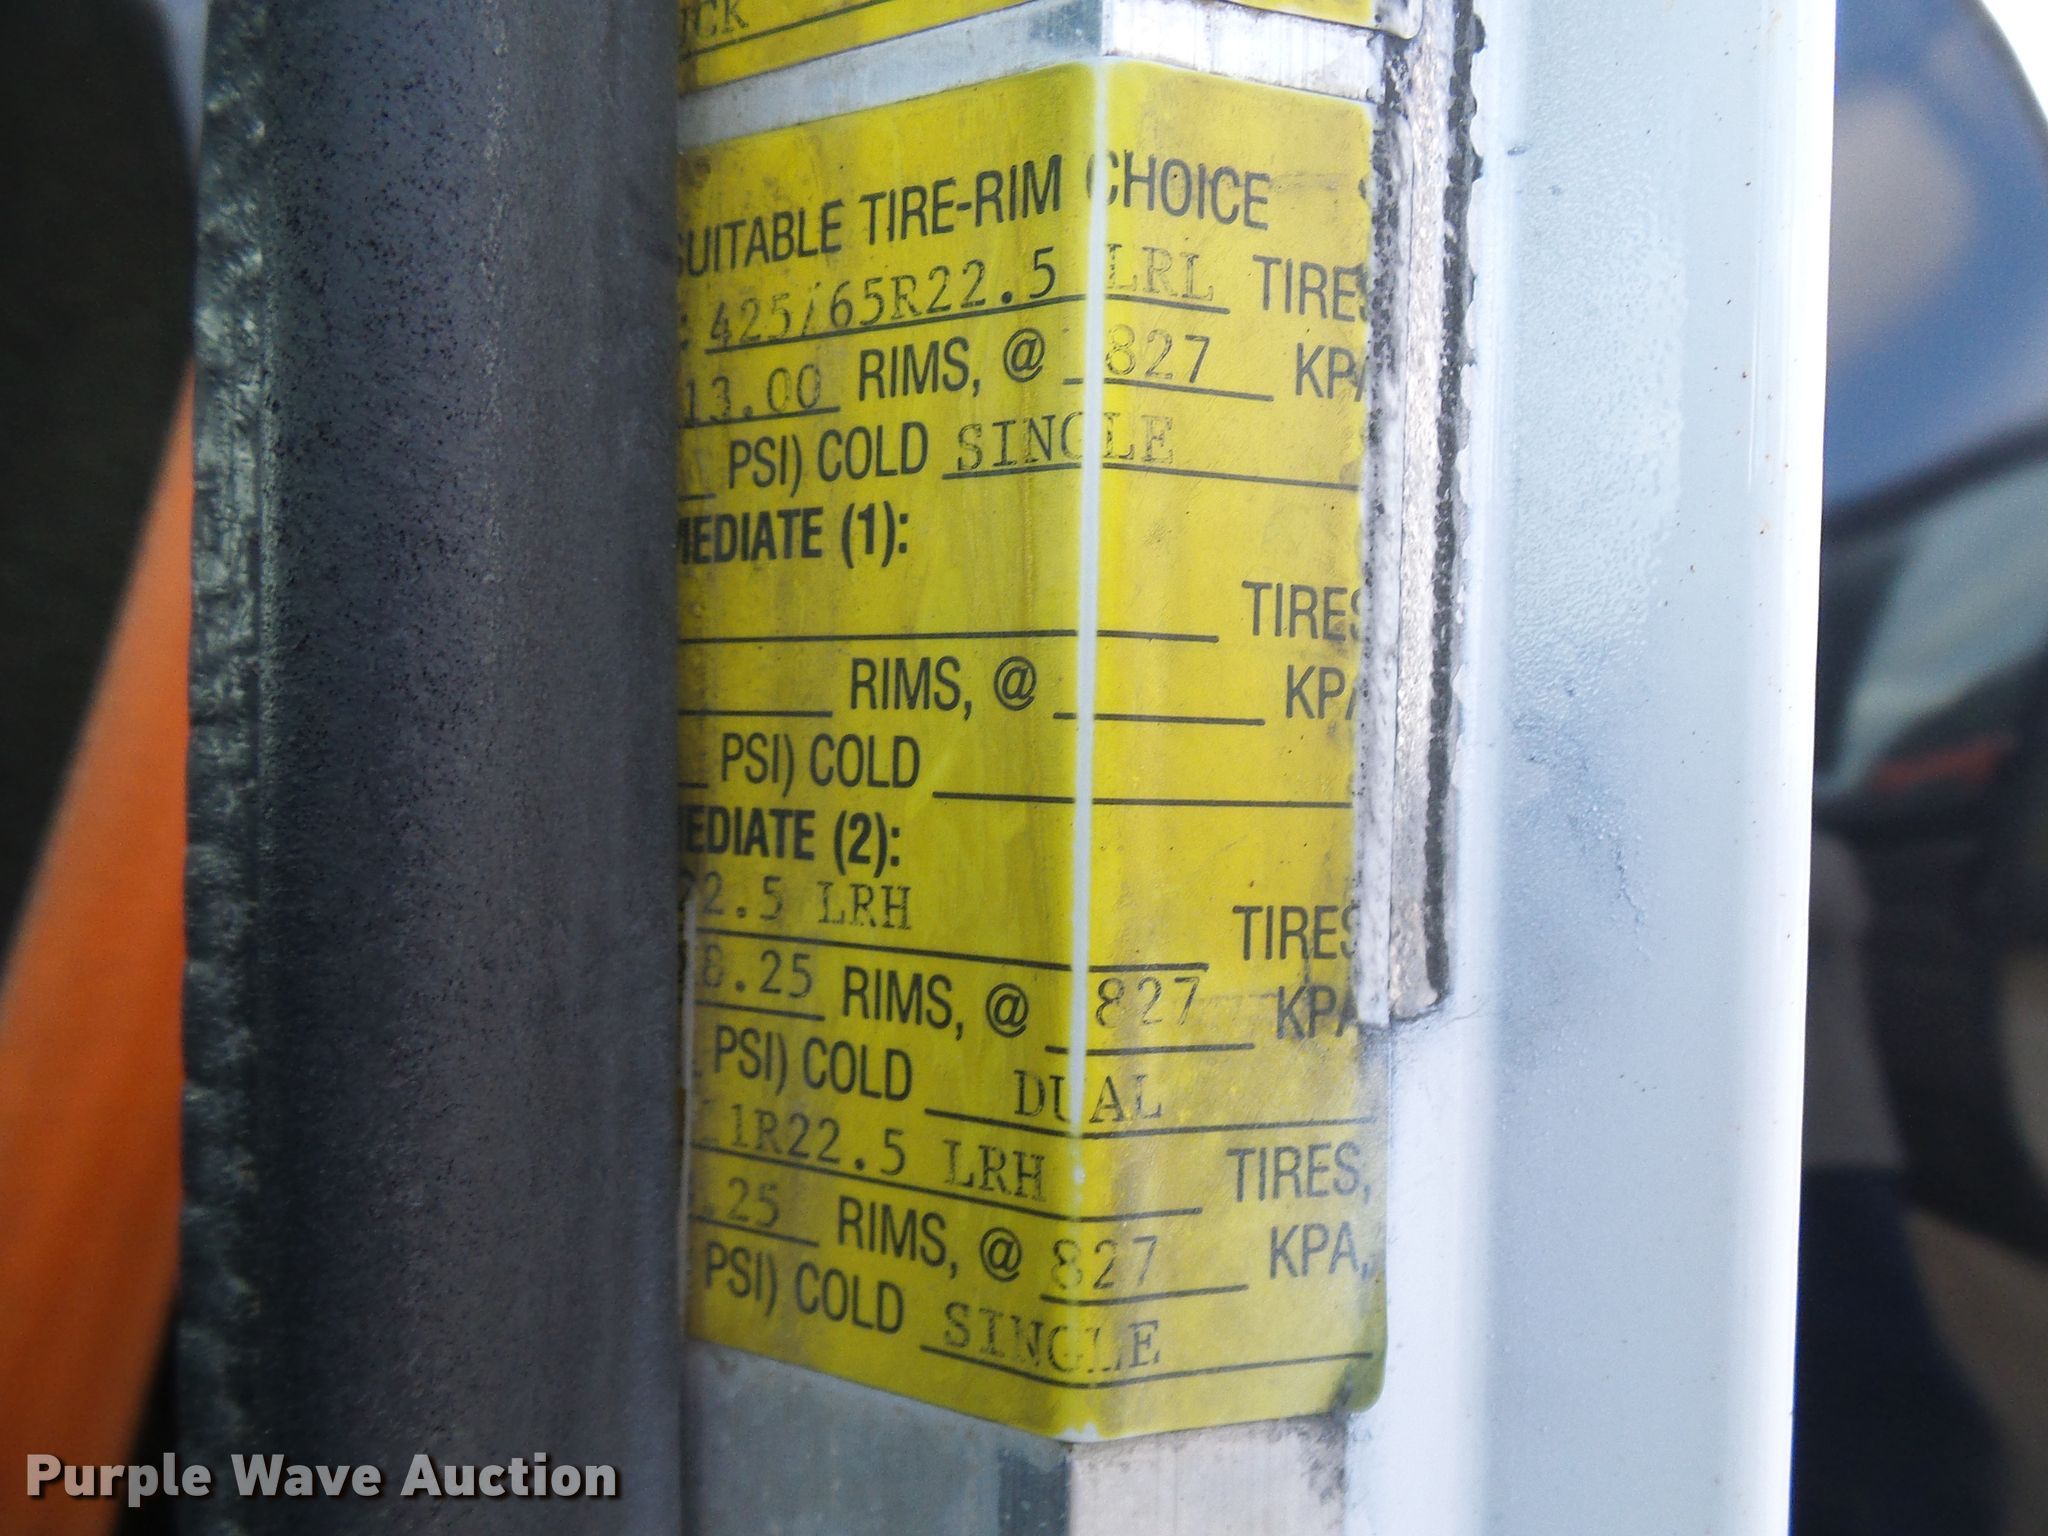 UCK
SUITABLE TIRE-RIM CHOICE
: 425/65R22.5 LRL TIRES
13.00 RIMS, @ 827 KPA
PSI) COLD SINGLE
MEDIATE (1):
TIRES
RIMS, @ KPA
PSI) COLD
MEDIATE (2):
22.5 LRH
TIRES
8.25 RIMS, @ 827 KPA
PSI) COLD DUAL
11R22.5 LRH TIRES,
.25 RIMS, @ 827 KPA,
PSI) COLD SINGLE
Purple Wave Auction